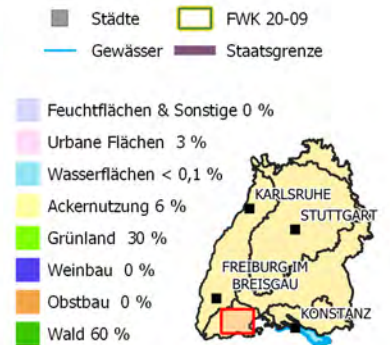 Städte FWK 20-09
Gewässer Staatsgrenze
Feuchtflächen & Sonstige 0 %
Urbane Flächen 3 %
Wasserflächen < 0,1 %
Ackernutzung 6 %
Grünland 30 %
Weinbau 0 %
Obstbau 0 %
Wald 60 %
KARLSRUHE
STUTTGART
FREIBURG IM
BREISGAU
KONSTANZ